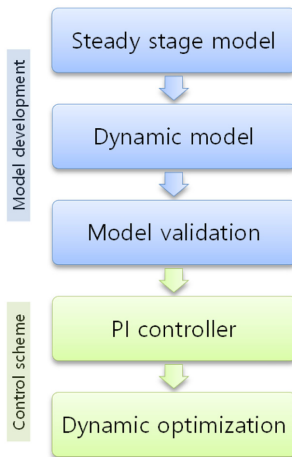 Model development
Steady stage model
Dynamic model
Model validation
Control scheme
PI controller
Dynamic optimization